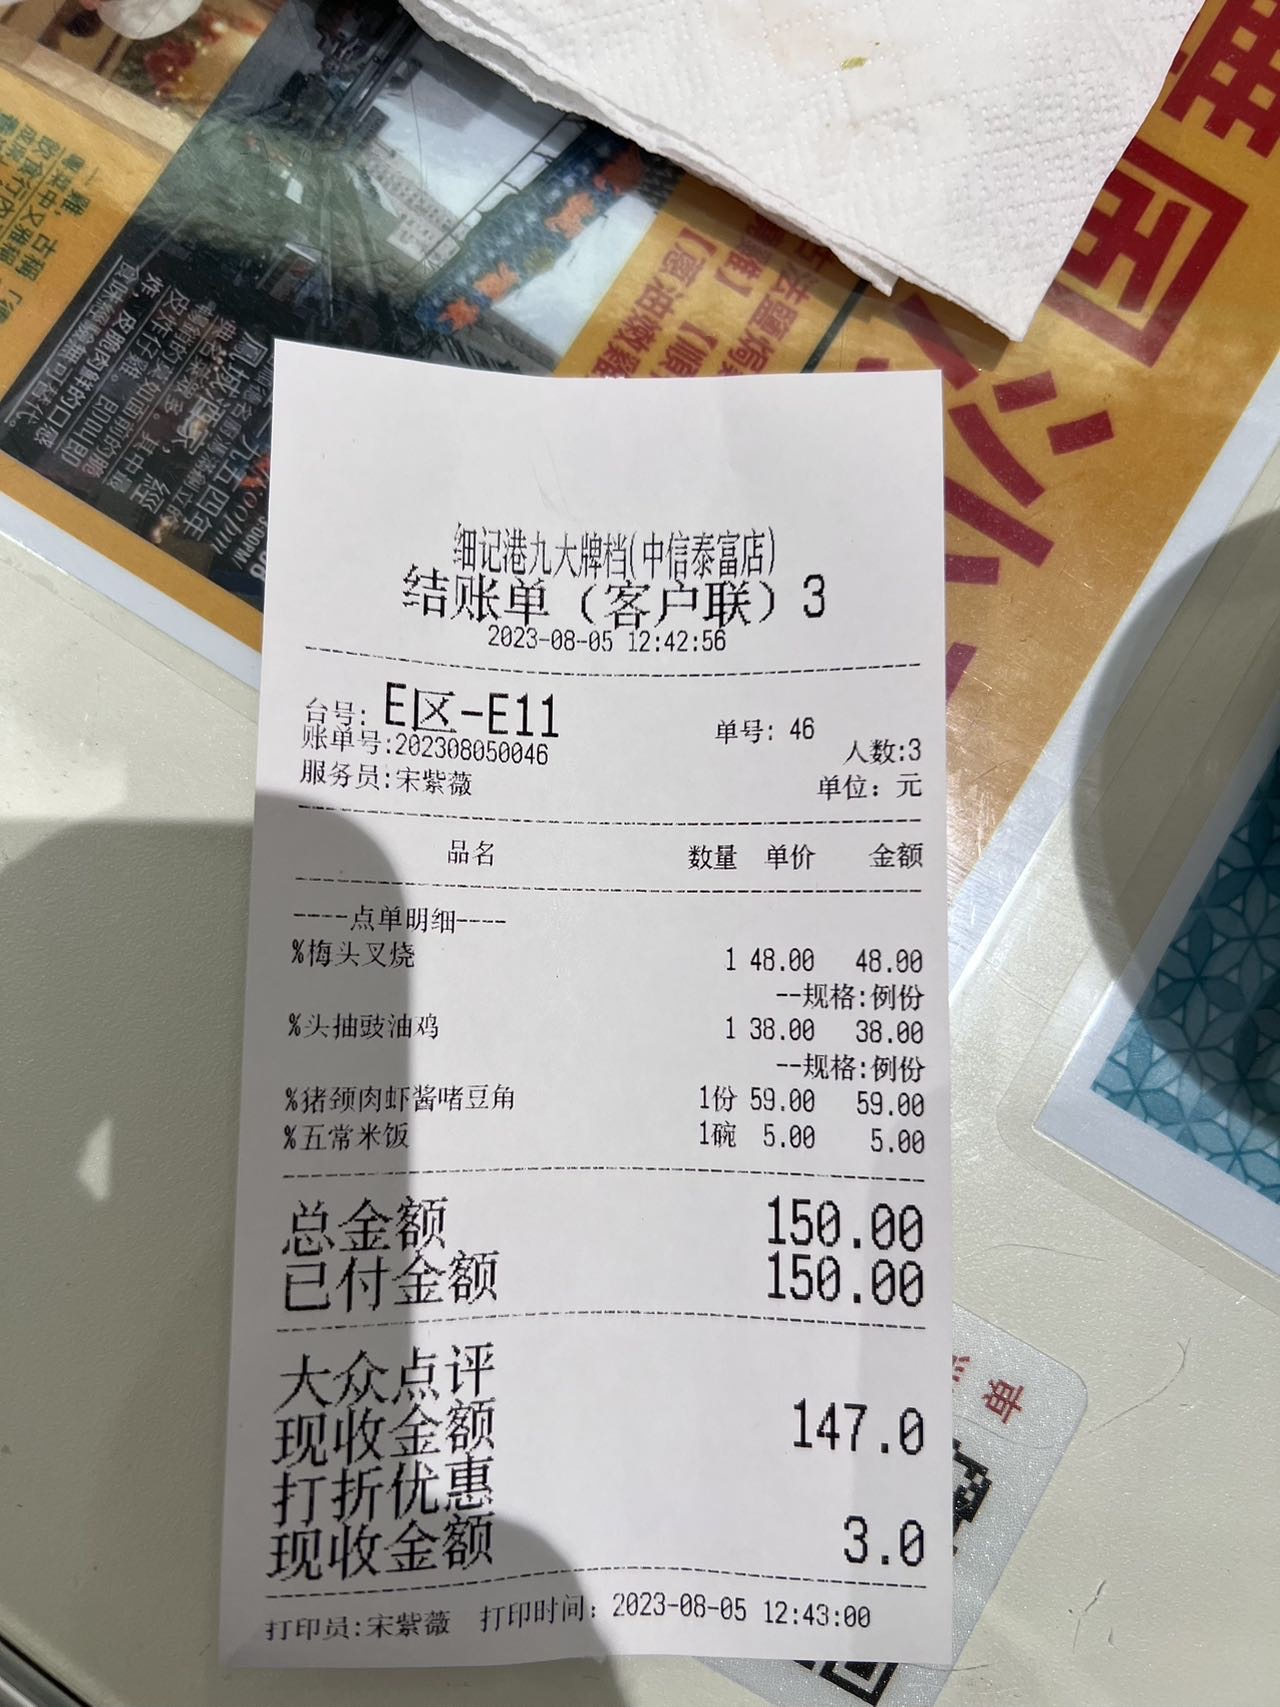 细记港九大牌档(中信泰富店)
结账单（客户联）3
2023-08-05 12:42:56
台号: E区-E11 单号: 46
账单号:202308050046 人数:3
服务员:宋紫薇 单位：元
品名 数量 单价 金额
----点单明细----
%梅头叉烧 1 48.00 48.00
--规格:例份
%头抽豉油鸡 1 38.00 38.00
--规格:例份
%猪颈肉虾酱啫豆角 1份 59.00 59.00
%五常米饭 1碗 5.00 5.00
总金额 150.00
已付金额 150.00
大众点评
现收金额 147.0
打折优惠
现收金额 3.0
打印员:宋紫薇 打印时间：2023-08-05 12:43:00